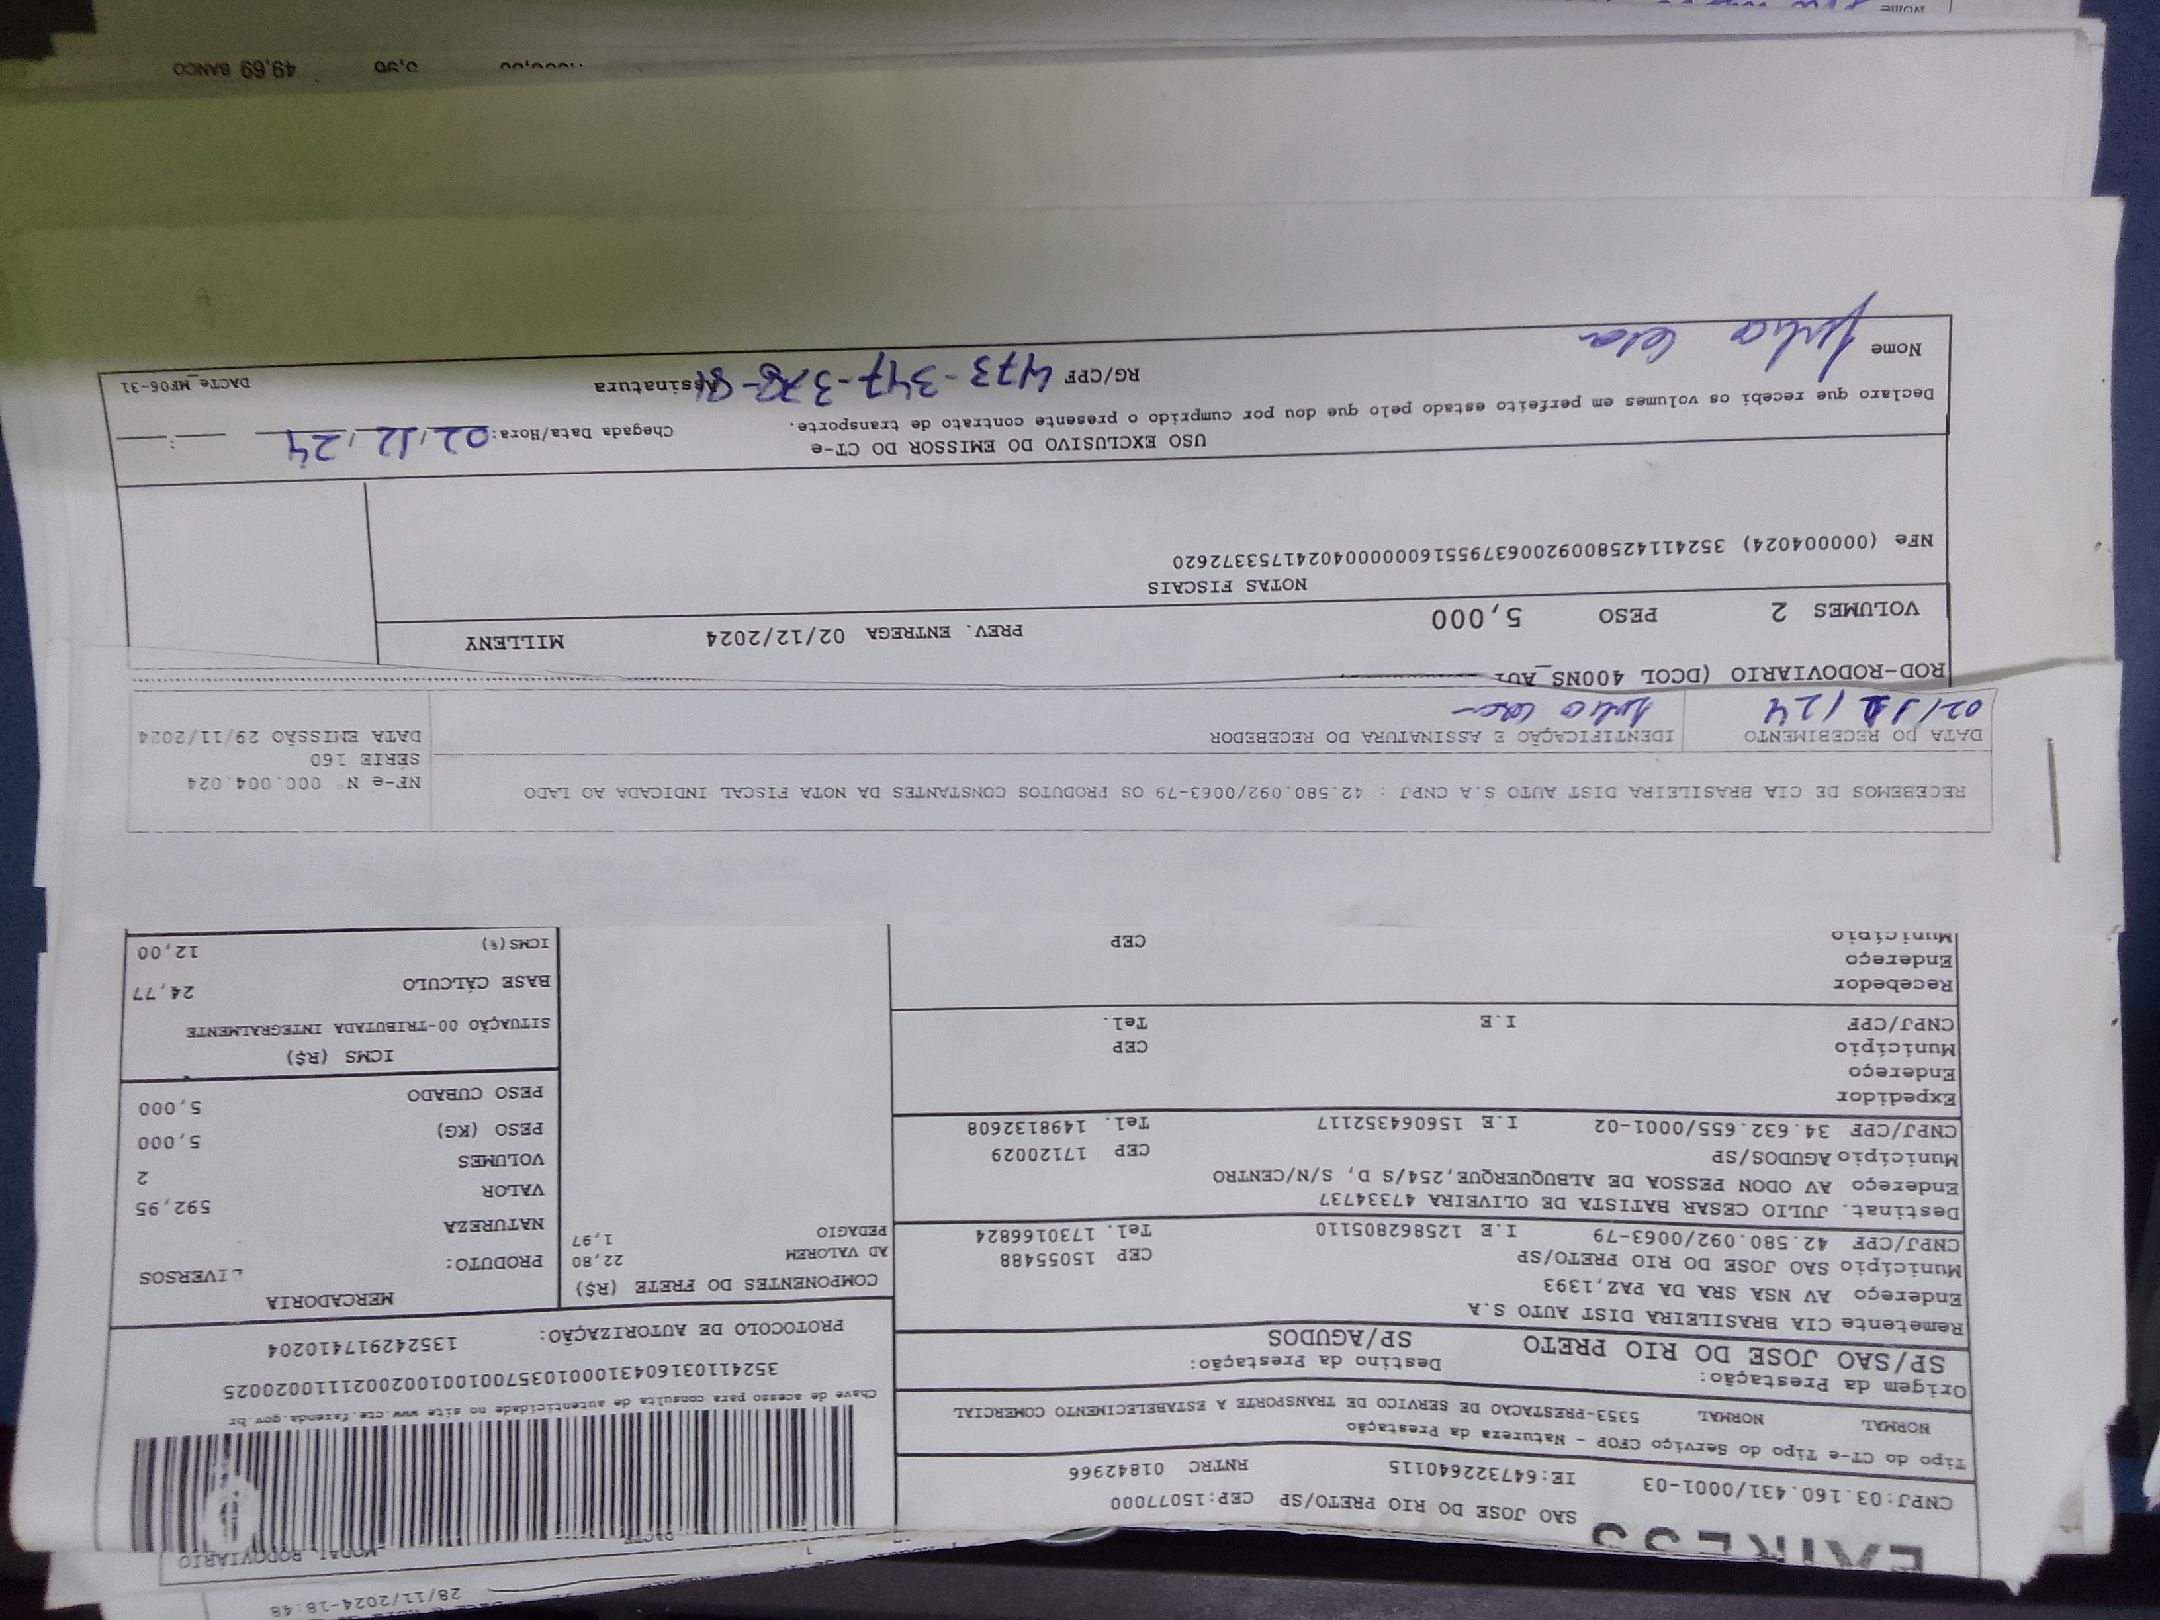 28/11/2024-18:48
MODAL RODOVIARIO
SAO JOSE DO RIO PRETO/SP CEP:15077000
CNPJ:03.160.431/0001-03 IE:647322640115 RNTRC 01842966
Tipo do CT-e Tipo do Serviço CFOP - Natureza da Prestação
NORMAL NORMAL 5353-PRESTACAO DE SERVICO DE TRANSPORTE A ESTABELECIMENTO COMERCIAL
Origem da Prestação: Destino da Prestação:
SP/SAO JOSE DO RIO PRETO SP/AGUDOS
Remetente CIA BRASILEIRA DIST AUTO S.A
Endereço AV NSA SRA DA PAZ,1393
Município SAO JOSE DO RIO PRETO/SP CEP 15055488
CNPJ/CPF 42.580.092/0063-79 I.E 125862805110 Tel. 1730166824
Destinat. JULIO CESAR BATISTA DE OLIVEIRA 47334737
Endereço AV ODON PESSOA DE ALBUQUERQUE,254/S D, S/N/CENTRO
Município AGUDOS/SP CEP 17120029
CNPJ/CPF 34.632.655/0001-02 I.E 156064352117 Tel. 1498132608
Expedidor
Endereço
Município CEP
CNPJ/CPF I.E Tel.
Recebedor
Endereço
Município CEP
Chave de acesso para consulta de autenticidade no site www.cte.fazenda.gov.br
35241103160431000103570010010020021110020025
PROTOCOLO DE AUTORIZAÇÃO: 135242917410204
COMPONENTES DO FRETE (R$)
AD VALOREM 22,80
PEDAGIO 1,97
MERCADORIA
PRODUTO: DIVERSOS
NATUREZA
VALOR 592,95
VOLUMES 2
PESO (KG) 5,000
PESO CUBADO 5,000
ICMS (R$)
SITUAÇÃO 00-TRIBUTADA INTEGRALMENTE
BASE CÁLCULO 24,77
ICMS(%) 12,00
RECEBEMOS DE CIA BRASILEIRA DIST AUTO S.A CNPJ : 42.580.092/0063-79 OS PRODUTOS CONSTANTES DA NOTA FISCAL INDICADA AO LADO
NF-e N° 000.004.024
SÉRIE 160
DATA EMISSÃO 29/11/2024
DATA DO RECEBIMENTO IDENTIFICAÇÃO E ASSINATURA DO RECEBEDOR
02/12/24 Julio
ROD-RODOVIARIO (DCOL 400NS
VOLUMES 2 PESO 5,000 PREV. ENTREGA 02/12/2024 MILLENY
NOTAS FISCAIS
NFe (000004024) 35241142580092006379551600000040241753372620
USO EXCLUSIVO DO EMISSOR DO CT-e
Chegada Data/Hora: 02/12/24 __:__
Declaro que recebi os volumes em perfeito estado pelo que dou por cumprido o presente contrato de transporte.
Nome Julio RG/CPF 473-347-378-81 Assinatura
DACTe_MF06-31
49,69 BANCO
Nome